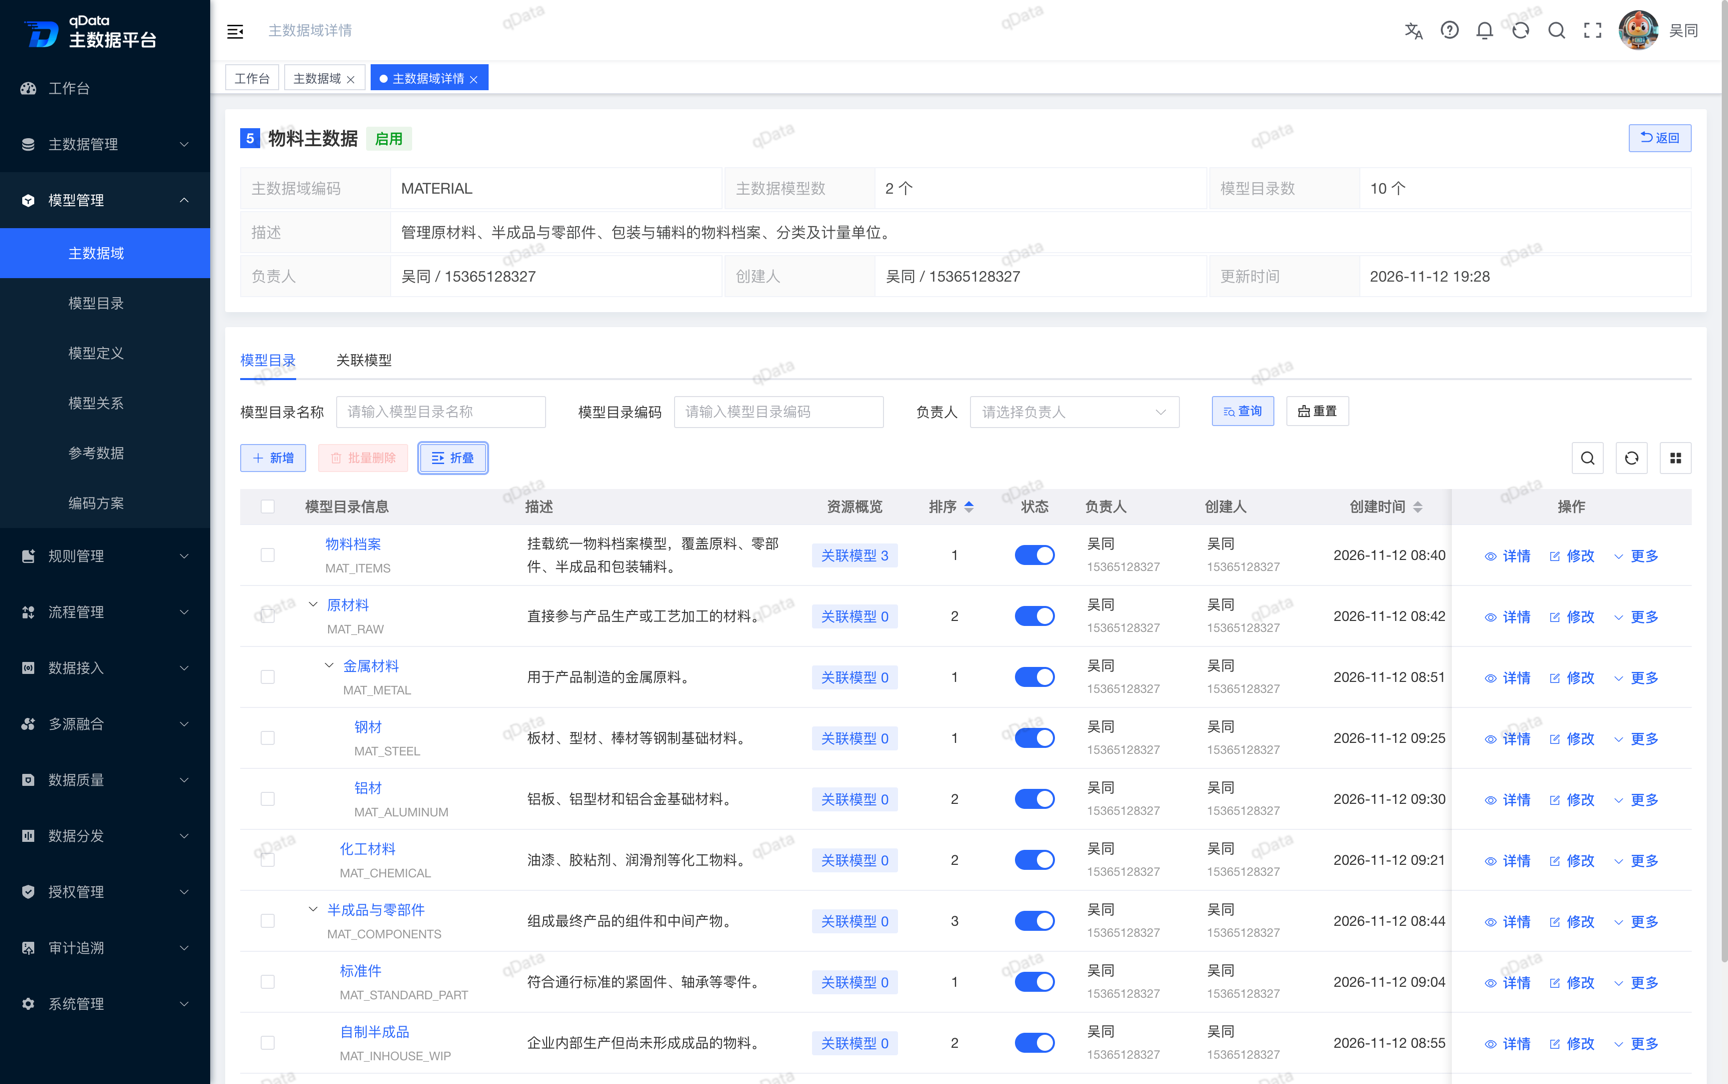 qData
主数据平台
主数据域详情
吴同
工作台
主数据域
主数据域详情
工作台
主数据管理
模型管理
主数据域
模型目录
模型定义
模型关系
参考数据
编码方案
规则管理
流程管理
数据接入
多源融合
数据质量
数据分发
授权管理
审计追溯
系统管理
5 物料主数据 启用
返回
主数据域编码 MATERIAL 主数据模型数 2 个 模型目录数 10 个
描述 管理原材料、半成品与零部件、包装与辅料的物料档案、分类及计量单位。
负责人 吴同 / 15365128327 创建人 吴同 / 15365128327 更新时间 2026-11-12 19:28
模型目录 关联模型
模型目录名称 请输入模型目录名称 模型目录编码 请输入模型目录编码 负责人 请选择负责人 查询 重置
新增 批量删除 折叠
模型目录信息 描述 资源概览 排序 状态 负责人 创建人 创建时间 操作
物料档案 挂载统一物料档案模型，覆盖原料、零部 吴同 吴同
MAT_ITEMS 件、半成品和包装辅料。 关联模型 3 1 15365128327 15365128327 2026-11-12 08:40 详情 修改 更多
原材料 吴同 吴同
MAT_RAW 直接参与产品生产或工艺加工的材料。 关联模型 0 2 15365128327 15365128327 2026-11-12 08:42 详情 修改 更多
金属材料 吴同 吴同
MAT_METAL 用于产品制造的金属原料。 关联模型 0 1 15365128327 15365128327 2026-11-12 08:51 详情 修改 更多
钢材 吴同 吴同
MAT_STEEL 板材、型材、棒材等钢制基础材料。 关联模型 0 1 15365128327 15365128327 2026-11-12 09:25 详情 修改 更多
铝材 吴同 吴同
MAT_ALUMINUM 铝板、铝型材和铝合金基础材料。 关联模型 0 2 15365128327 15365128327 2026-11-12 09:30 详情 修改 更多
化工材料 吴同 吴同
MAT_CHEMICAL 油漆、胶粘剂、润滑剂等化工物料。 关联模型 0 2 15365128327 15365128327 2026-11-12 09:21 详情 修改 更多
半成品与零部件 吴同 吴同
MAT_COMPONENTS 组成最终产品的组件和中间产物。 关联模型 0 3 15365128327 15365128327 2026-11-12 08:44 详情 修改 更多
标准件 吴同 吴同
MAT_STANDARD_PART 符合通行标准的紧固件、轴承等零件。 关联模型 0 1 15365128327 15365128327 2026-11-12 09:04 详情 修改 更多
自制半成品 吴同 吴同
MAT_INHOUSE_WIP 企业内部生产但尚未形成成品的物料。 关联模型 0 2 15365128327 15365128327 2026-11-12 08:55 详情 修改 更多